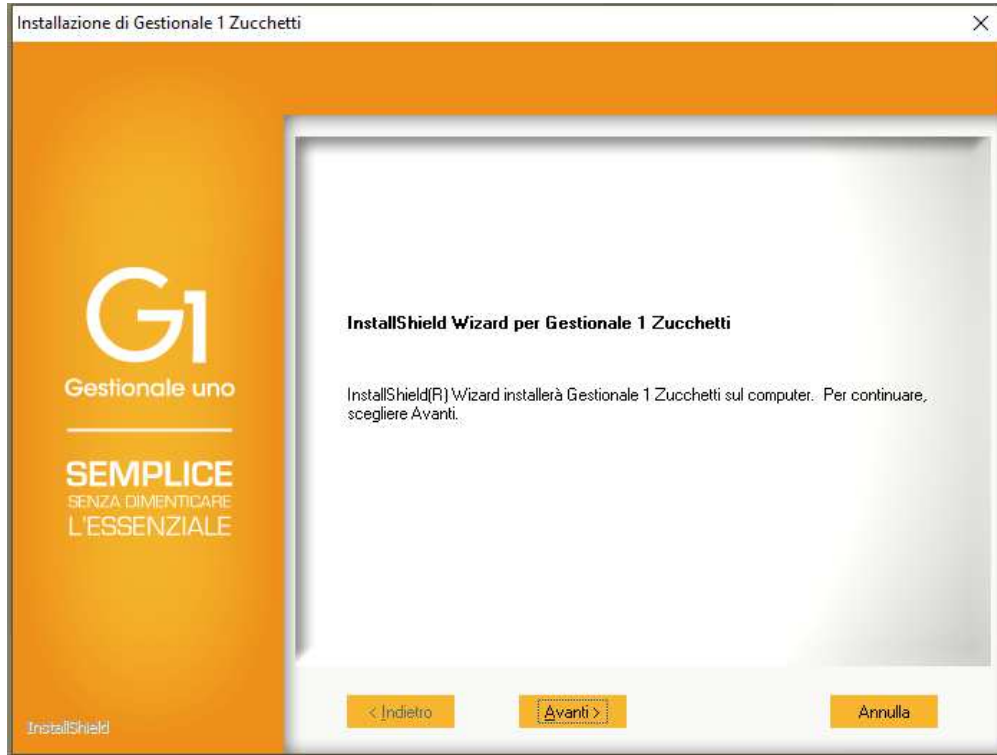 Installazione di Gestionale 1 Zucchetti
G1
Gestionale uno
SEMPLICE
SENZA DIMENTICARE
L'ESSENZIALE
InstallShield Wizard per Gestionale 1 Zucchetti
InstallShield(R) Wizard installerà Gestionale 1 Zucchetti sul computer. Per continuare,
scegliere Avanti.
InstallShield
< Indietro
Avanti >
Annulla